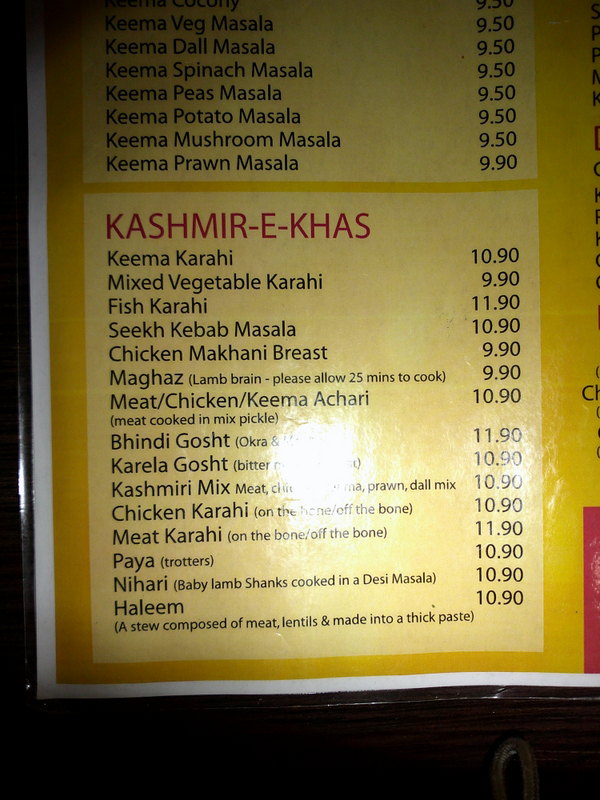 Keema Cocony 9.50
Keema Veg Masala 9.50
Keema Dall Masala 9.50
Keema Spinach Masala 9.50
Keema Peas Masala 9.50
Keema Potato Masala 9.50
Keema Mushroom Masala 9.50
Keema Prawn Masala 9.90
KASHMIR-E-KHAS
Keema Karahi 10.90
Mixed Vegetable Karahi 9.90
Fish Karahi 11.90
Seekh Kebab Masala 10.90
Chicken Makhani Breast 9.90
Maghaz (Lamb brain - please allow 25 mins to cook) 9.90
Meat/Chicken/Keema Achari 10.90
(meat cooked in mix pickle)
Bhindi Gosht (Okra & 11.90
Karela Gosht (bitter 10.90
Kashmiri Mix Meat, prawn, dall mix 10.90
Chicken Karahi (on the bone/off the bone) 10.90
Meat Karahi (on the bone/off the bone) 11.90
Paya (trotters) 10.90
Nihari (Baby lamb Shanks cooked in a Desi Masala) 10.90
Haleem 10.90
(A stew composed of meat, lentils & made into a thick paste)